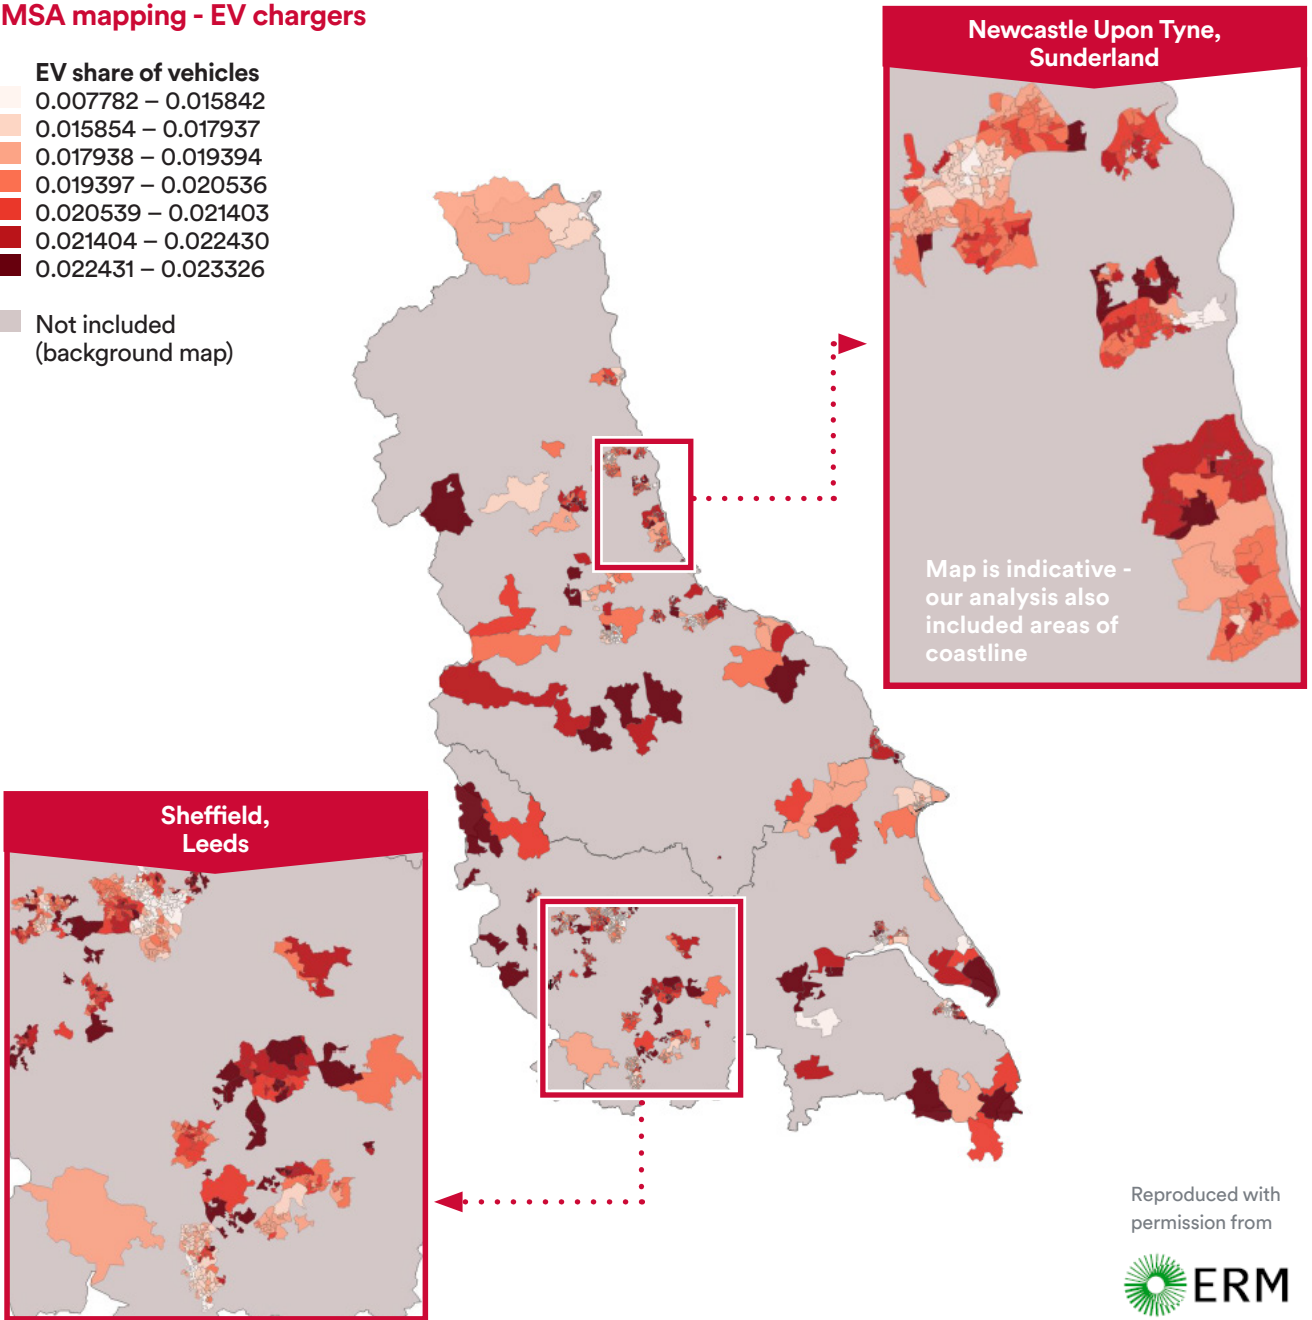 MSA mapping - EV chargers
EV share of vehicles
0.007782 – 0.015842
0.015854 – 0.017937
0.017938 – 0.019394
0.019397 – 0.020536
0.020539 – 0.021403
0.021404 – 0.022430
0.022431 – 0.023326
Not included
(background map)
Newcastle Upon Tyne,
Sunderland
Map is indicative -
our analysis also
included areas of
coastline
Sheffield,
Leeds
Reproduced with
permission from
ERM